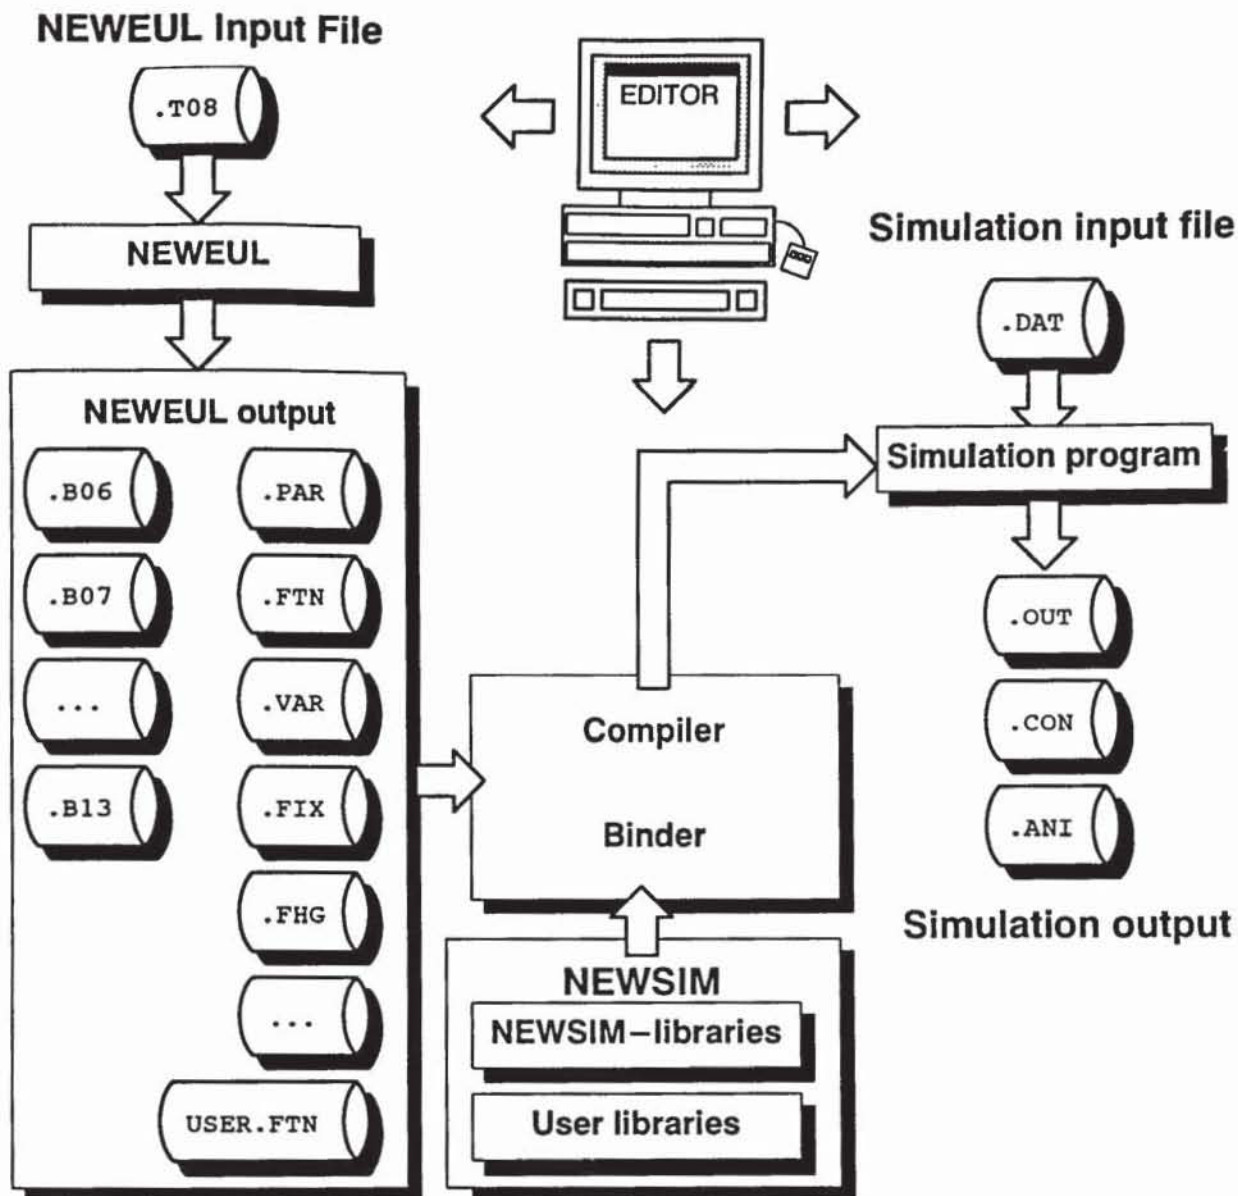 NEWEUL Input File
.T08
NEWEUL
NEWEUL output
.B06
.PAR
.B07
.FTN
...
.VAR
.B13
.FIX
.FHG
...
USER.FTN
EDITOR
Compiler
Binder
NEWSIM
NEWSIM–libraries
User libraries
Simulation input file
.DAT
Simulation program
.OUT
.CON
.ANI
Simulation output